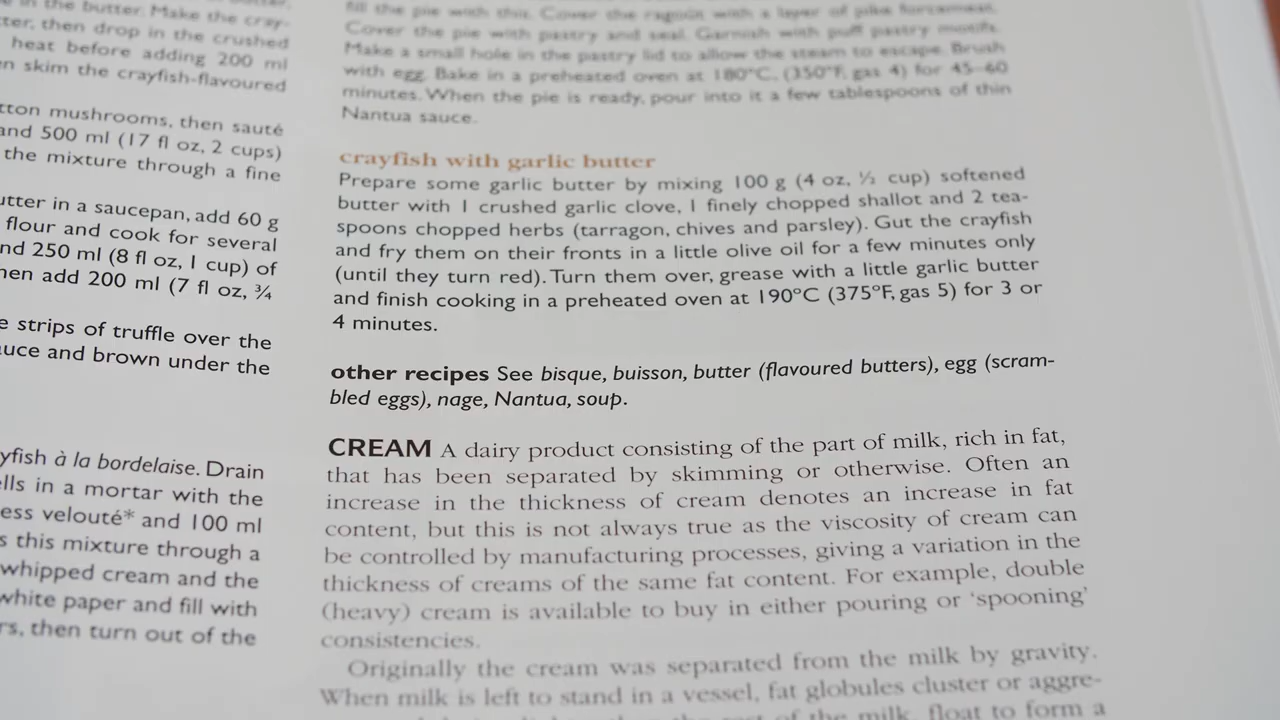 e in the butter. Make the cray-
ter, then drop in the crushed
heat before adding 200 ml
en skim the crayfish-flavoured
tton mushrooms, then sauté
and 500 ml (17 fl oz, 2 cups)
the mixture through a fine
utter in a saucepan, add 60 g
flour and cook for several
nd 250 ml (8 fl oz, 1 cup) of
hen add 200 ml (7 fl oz, ¾
e strips of truffle over the
auce and brown under the
yfish à la bordelaise. Drain
ells in a mortar with the
ess velouté* and 100 ml
s this mixture through a
whipped cream and the
white paper and fill with
rs, then turn out of the
fill the pie with this. Cover the ragoût with a layer of pike forcemeat.
Cover the pie with pastry and seal. Garnish with puff pastry motifs.
Make a small hole in the pastry lid to allow the steam to escape. Brush
with egg. Bake in a preheated oven at 180°C, (350°F, gas 4) for 45–60
minutes. When the pie is ready, pour into it a few tablespoons of thin
Nantua sauce.
crayfish with garlic butter
Prepare some garlic butter by mixing 100 g (4 oz, ½ cup) softened
butter with 1 crushed garlic clove, 1 finely chopped shallot and 2 tea-
spoons chopped herbs (tarragon, chives and parsley). Gut the crayfish
and fry them on their fronts in a little olive oil for a few minutes only
(until they turn red). Turn them over, grease with a little garlic butter
and finish cooking in a preheated oven at 190°C (375°F, gas 5) for 3 or
4 minutes.
other recipes See bisque, buisson, butter (flavoured butters), egg (scram-
bled eggs), nage, Nantua, soup.
CREAM A dairy product consisting of the part of milk, rich in fat,
that has been separated by skimming or otherwise. Often an
increase in the thickness of cream denotes an increase in fat
content, but this is not always true as the viscosity of cream can
be controlled by manufacturing processes, giving a variation in the
thickness of creams of the same fat content. For example, double
(heavy) cream is available to buy in either pouring or ‘spooning’
consistencies.
Originally the cream was separated from the milk by gravity.
When milk is left to stand in a vessel, fat globules cluster or aggre-
of the milk, float to form a